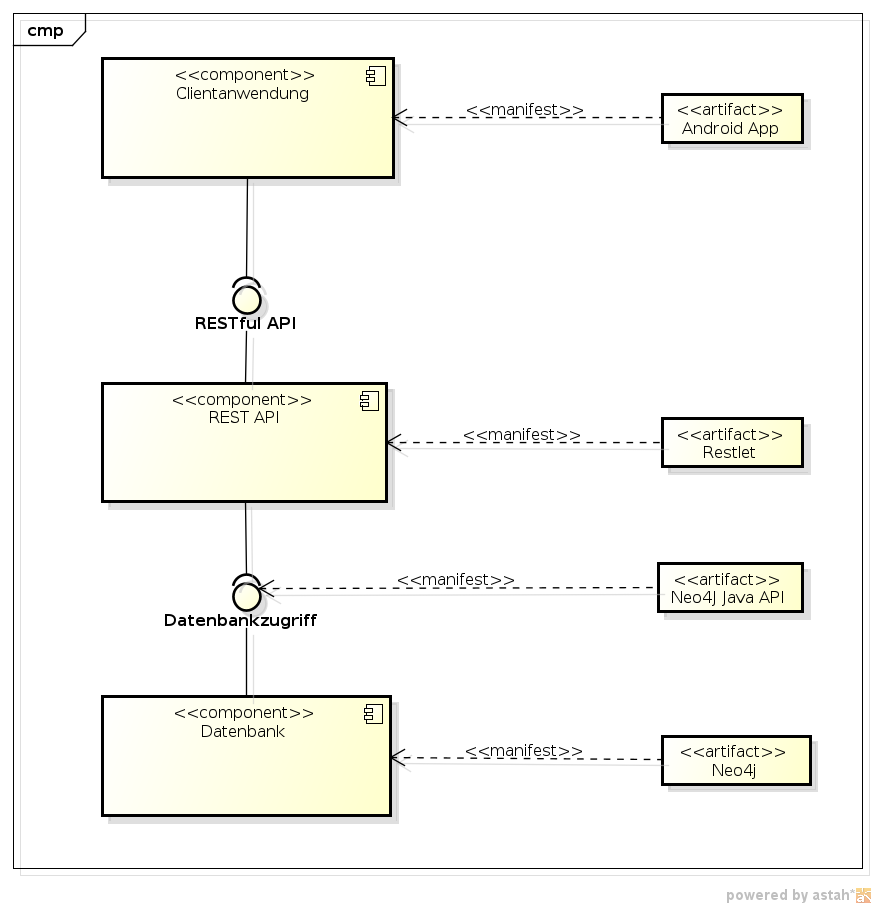 cmp
<<component>>
Clientanwendung
<<manifest>>
<<artifact>>
Android App
RESTful API
<<component>>
REST API
<<manifest>>
<<artifact>>
Restlet
<<manifest>>
<<artifact>>
Neo4J Java API
Datenbankzugriff
<<component>>
Datenbank
<<manifest>>
<<artifact>>
Neo4j
powered by astah*